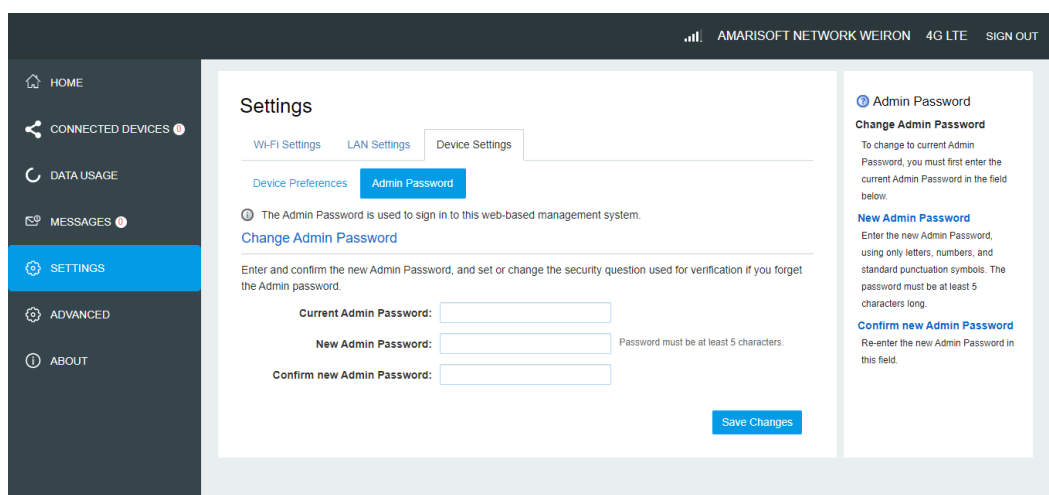 AMARISOFT NETWORK WEIRON 4G LTE SIGN OUT
HOME
CONNECTED DEVICES 0
DATA USAGE
MESSAGES 0
SETTINGS
ADVANCED
ABOUT
Settings
Wi-Fi Settings LAN Settings Device Settings
Device Preferences Admin Password
The Admin Password is used to sign in to this web-based management system.
Change Admin Password
Enter and confirm the new Admin Password, and set or change the security question used for verification if you forget
the Admin password.
Current Admin Password:
New Admin Password: Password must be at least 5 characters.
Confirm new Admin Password:
Save Changes
Admin Password
Change Admin Password
To change to current Admin
Password, you must first enter the
current Admin Password in the field
below.
New Admin Password
Enter the new Admin Password,
using only letters, numbers, and
standard punctuation symbols. The
password must be at least 5
characters long.
Confirm new Admin Password
Re-enter the new Admin Password in
this field.